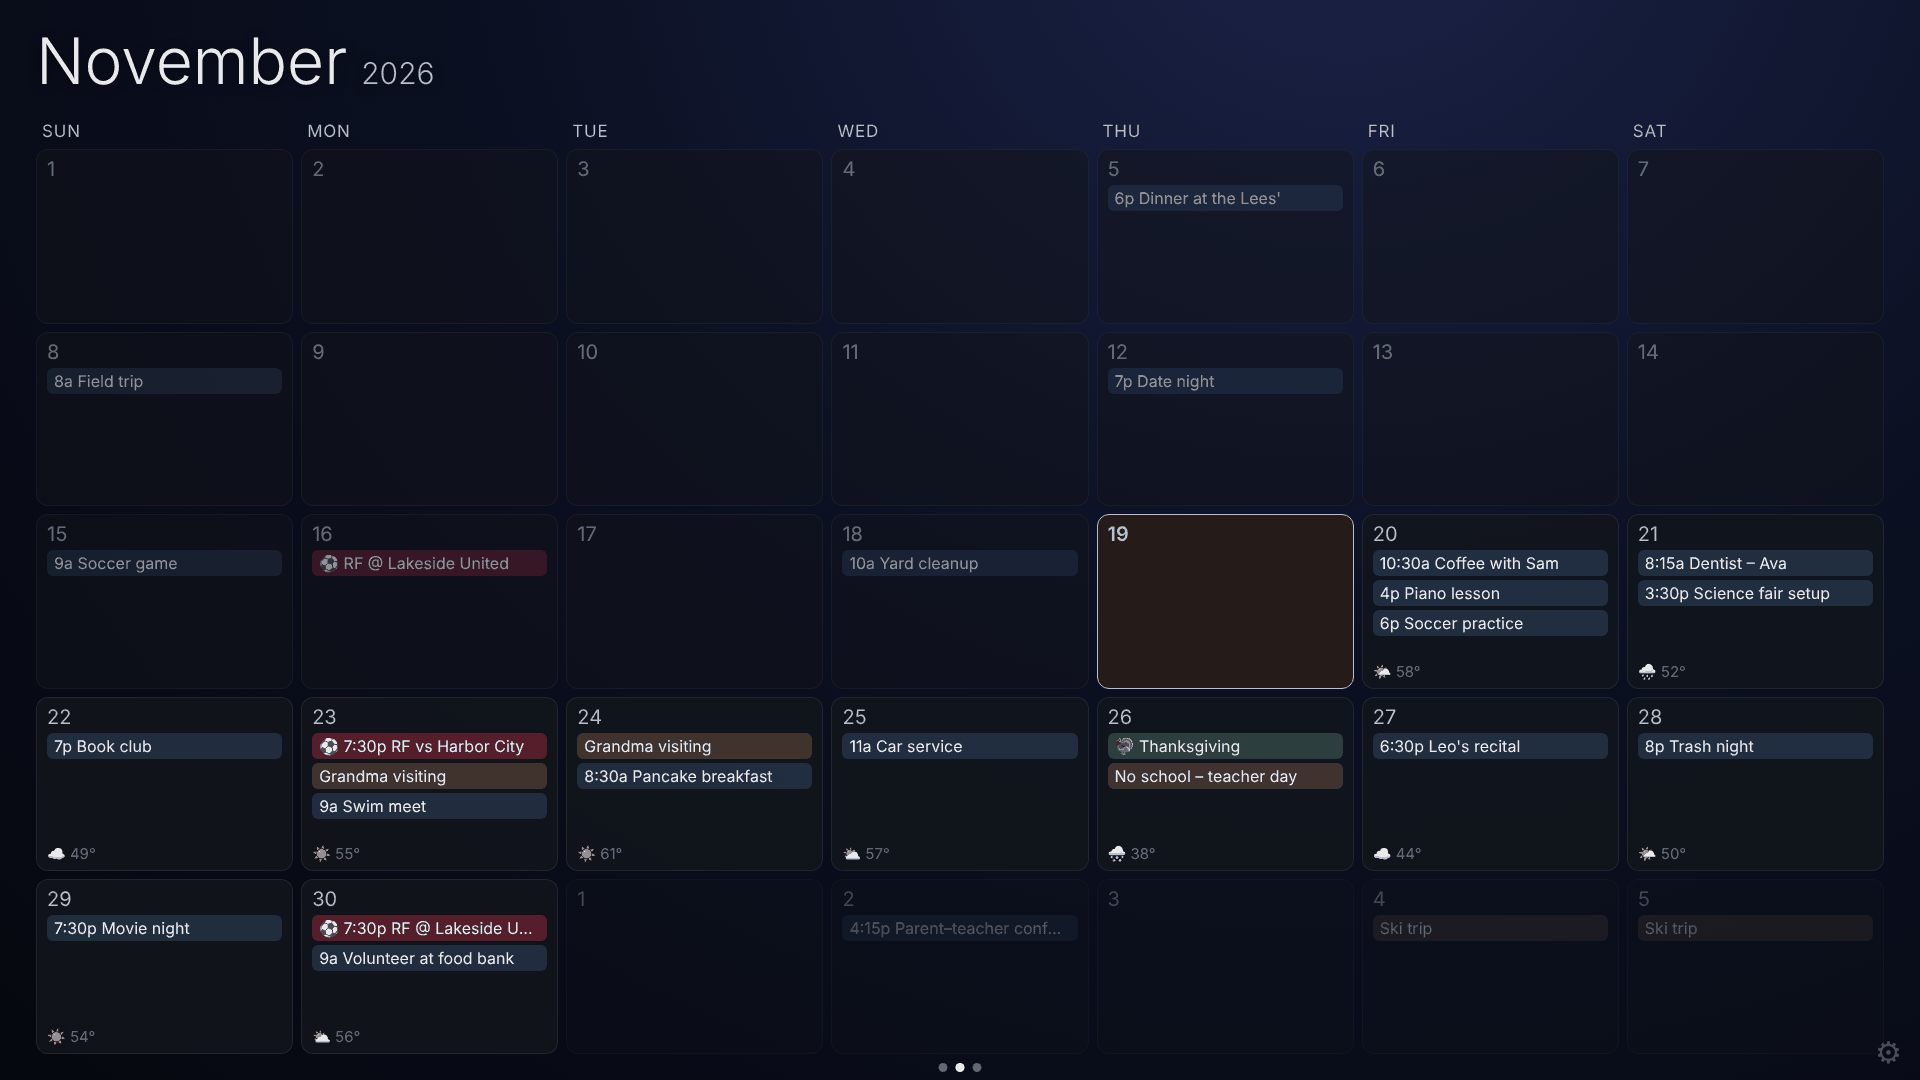 November 2026
SUN MON TUE WED THU FRI SAT
1 2 3 4 5 6 7
6p Dinner at the Lees'
8 9 10 11 12 13 14
8a Field trip
7p Date night
15 16 17 18 19 20 21
9a Soccer game
RF @ Lakeside United
10a Yard cleanup
10:30a Coffee with Sam
4p Piano lesson
6p Soccer practice
58°
8:15a Dentist – Ava
3:30p Science fair setup
52°
22 23 24 25 26 27 28
7p Book club
49°
7:30p RF vs Harbor City
Grandma visiting
9a Swim meet
55°
Grandma visiting
8:30a Pancake breakfast
61°
11a Car service
57°
Thanksgiving
No school – teacher day
38°
6:30p Leo's recital
44°
8p Trash night
50°
29 30 1 2 3 4 5
7:30p Movie night
54°
7:30p RF @ Lakeside U...
9a Volunteer at food bank
56°
4:15p Parent–teacher conf...
Ski trip
Ski trip